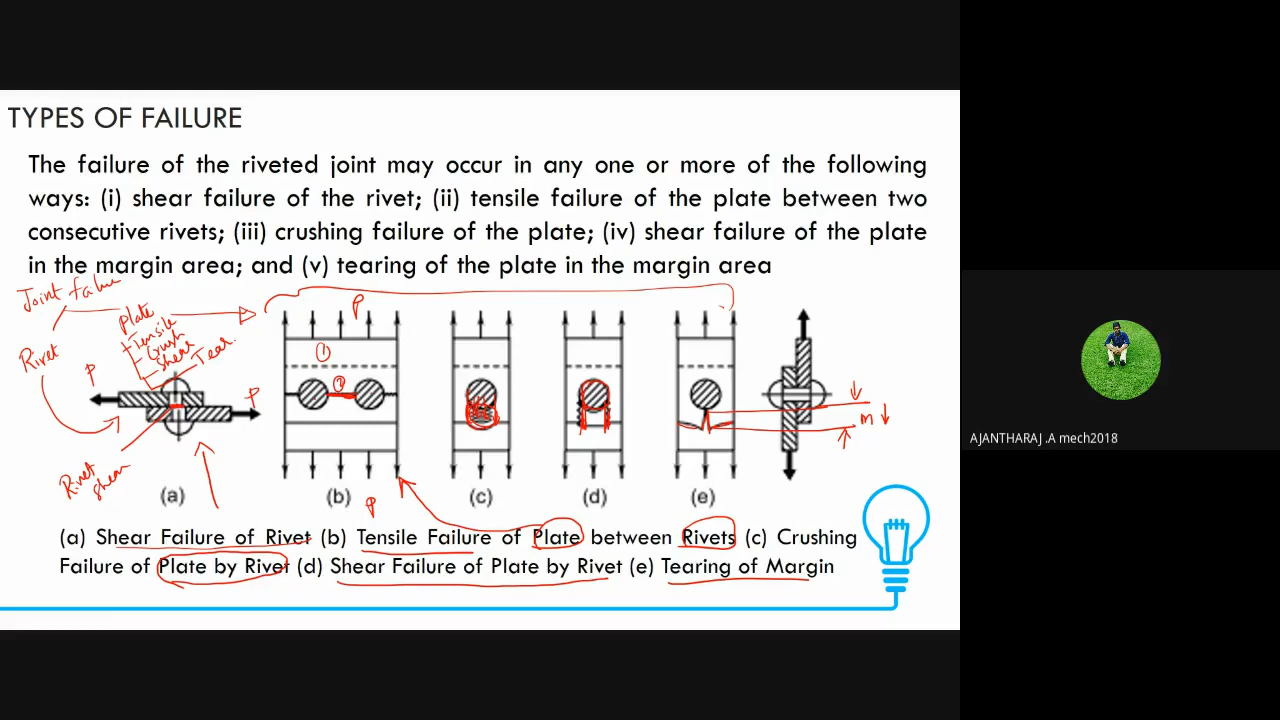 TYPES OF FAILURE
The failure of the riveted joint may occur in any one or more of the following
ways: (i) shear failure of the rivet; (ii) tensile failure of the plate between two
consecutive rivets; (iii) crushing failure of the plate; (iv) shear failure of the plate
in the margin area; and (v) tearing of the plate in the margin area
Joint failure
Rivet
Plate
Tensile
Crush
Shear
Tear
P
P
Rivet
shear
P
①
②
P
m
(a)
(b)
(c)
(d)
(e)
(a) Shear Failure of Rivet (b) Tensile Failure of Plate between Rivets (c) Crushing
Failure of Plate by Rivet (d) Shear Failure of Plate by Rivet (e) Tearing of Margin
AJANTHARAJ .A mech2018